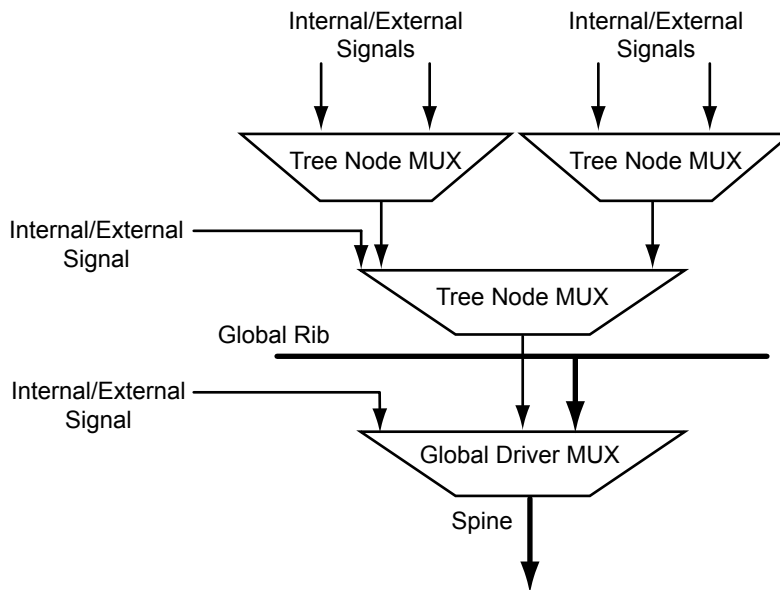 Internal/External
Signals
Internal/External
Signals
Tree Node MUX
Tree Node MUX
Internal/External
Signal
Tree Node MUX
Global Rib
Internal/External
Signal
Global Driver MUX
Spine